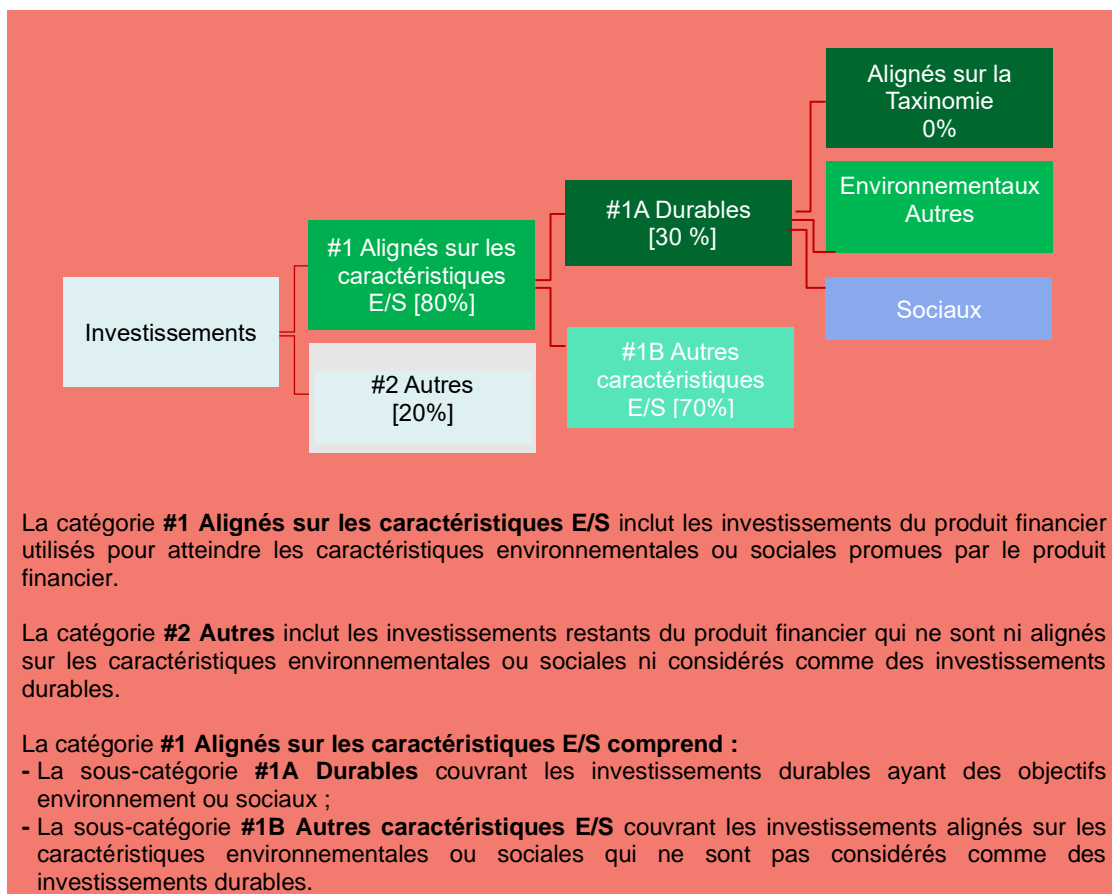 Alignés sur la
Taxinomie
0%
Environnementaux
Autres
#1A Durables
[30 %]
#1 Alignés sur les
caractéristiques
E/S [80%]
Sociaux
Investissements
#1B Autres
caractéristiques
E/S [70%]
#2 Autres
[20%]
La catégorie #1 Alignés sur les caractéristiques E/S inclut les investissements du produit financier
utilisés pour atteindre les caractéristiques environnementales ou sociales promues par le produit
financier.
La catégorie #2 Autres inclut les investissements restants du produit financier qui ne sont ni alignés
sur les caractéristiques environnementales ou sociales ni considérés comme des investissements
durables.
La catégorie #1 Alignés sur les caractéristiques E/S comprend :
- La sous-catégorie #1A Durables couvrant les investissements durables ayant des objectifs
environnement ou sociaux ;
- La sous-catégorie #1B Autres caractéristiques E/S couvrant les investissements alignés sur les
caractéristiques environnementales ou sociales qui ne sont pas considérés comme des
investissements durables.